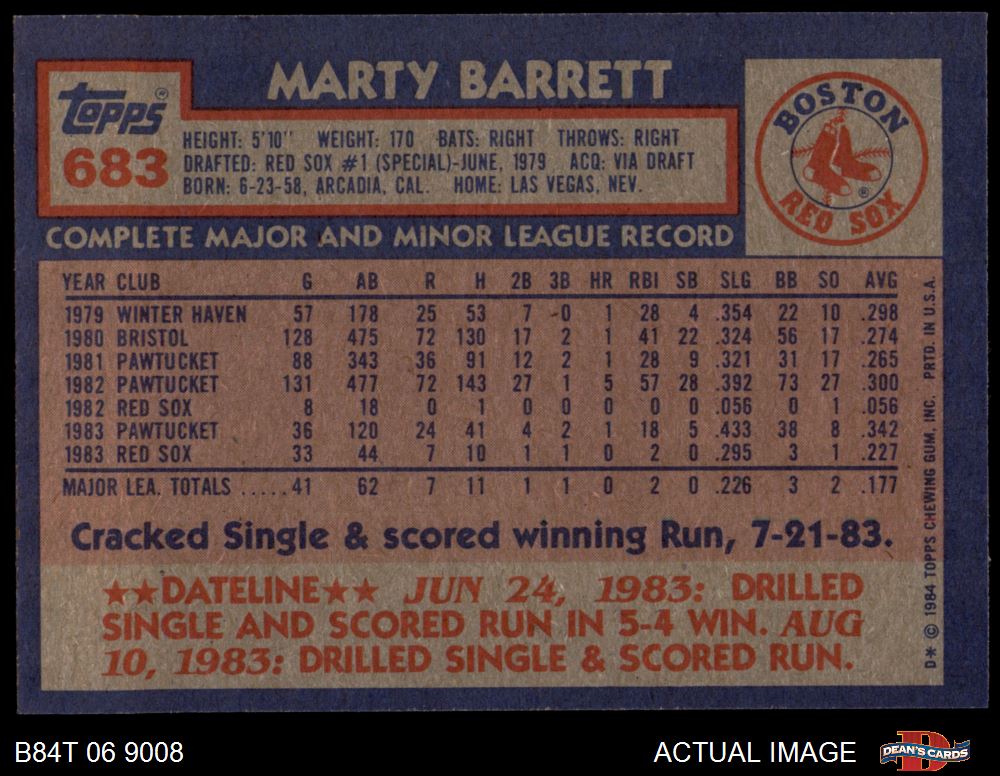 MARTY BARRETT
Topps®
683
HEIGHT: 5'10" WEIGHT: 170 BATS: RIGHT THROWS: RIGHT
DRAFTED: RED SOX #1 (SPECIAL)-JUNE, 1979 ACQ: VIA DRAFT
BORN: 6-23-58, ARCADIA, CAL. HOME: LAS VEGAS, NEV.
BOSTON
RED SOX
®
COMPLETE MAJOR AND MINOR LEAGUE RECORD
YEAR CLUB G AB R H 2B 3B HR RBI SB SLG BB SO AVG
1979 WINTER HAVEN 57 178 25 53 7 0 1 28 4 .354 22 10 .298
1980 BRISTOL 128 475 72 130 17 2 1 41 22 .324 56 17 .274
1981 PAWTUCKET 88 343 36 91 12 2 1 28 9 .321 31 17 .265
1982 PAWTUCKET 131 477 72 143 27 1 5 57 28 .392 73 27 .300
1982 RED SOX 8 18 0 1 0 0 0 0 0 .056 0 1 .056
1983 PAWTUCKET 36 120 24 41 4 2 1 18 5 .433 38 8 .342
1983 RED SOX 33 44 7 10 1 1 0 2 0 .295 3 1 .227
MAJOR LEA. TOTALS .....41 62 7 11 1 1 0 2 0 .226 3 2 .177
Cracked Single & scored winning Run, 7-21-83.
★★DATELINE★★ JUN 24, 1983: DRILLED
SINGLE AND SCORED RUN IN 5-4 WIN. AUG
10, 1983: DRILLED SINGLE & SCORED RUN.
D* © 1984 TOPPS CHEWING GUM, INC. PRTD. IN U.S.A.
B84T 06 9008
ACTUAL IMAGE
D
DEAN'S CARDS